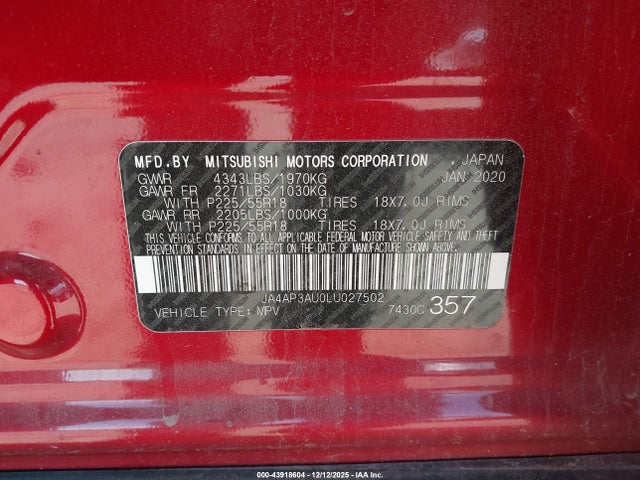 MFD.BY MITSUBISHI MOTORS CORPORATION , JAPAN
GVWR 4343LBS/1970KG JAN 2020
GAWR FR 2271LBS/1030KG
WITH P225/55R18 TIRES 18X7.0J RIMS
GAWR RR 2205LBS/1000KG
WITH P225/55R18 TIRES 18X7.0J RIMS
THIS VEHICLE CONFORMS TO ALL APPLICABLE FEDERAL MOTOR VEHICLE SAFETY AND THEFT
PREVENTION STANDARDS IN EFFECT ON THE DATE OF MANUFACTURE SHOWN ABOVE.
JA4AP3AU0LU027502
VEHICLE TYPE: MPV 7430C 357
000-43918604 - 12/12/2025 - IAA Inc.